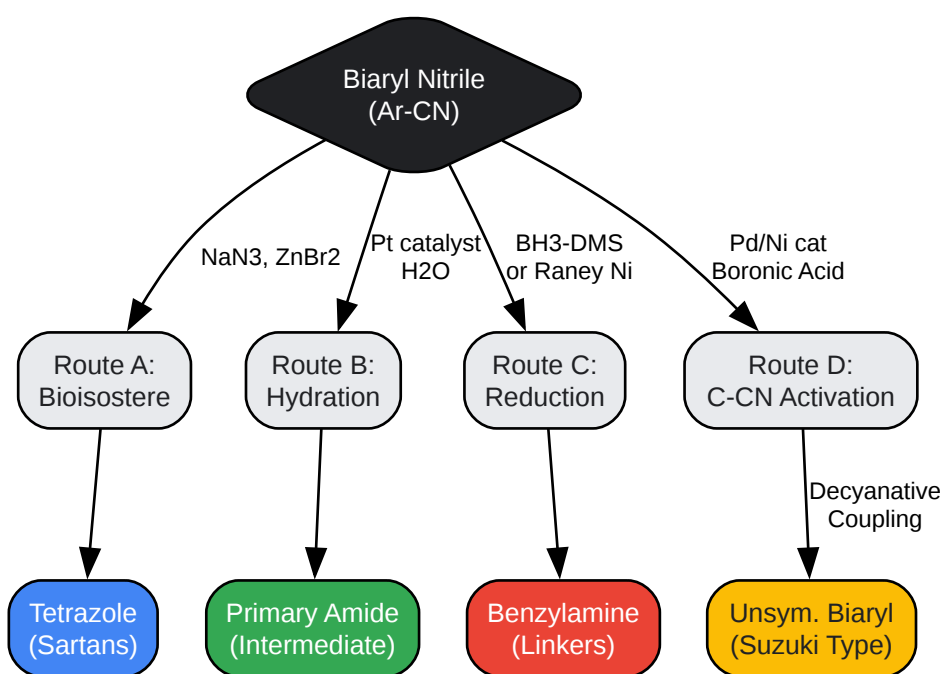 Biaryl Nitrile
(Ar-CN)
NaN3, ZnBr2
Pt catalyst
H2O
BH3-DMS
or Raney Ni
Pd/Ni cat
Boronic Acid
Route A:
Bioisostere
Route B:
Hydration
Route C:
Reduction
Route D:
C-CN Activation
Decyanative
Coupling
Tetrazole
(Sartans)
Primary Amide
(Intermediate)
Benzylamine
(Linkers)
Unsym. Biaryl
(Suzuki Type)